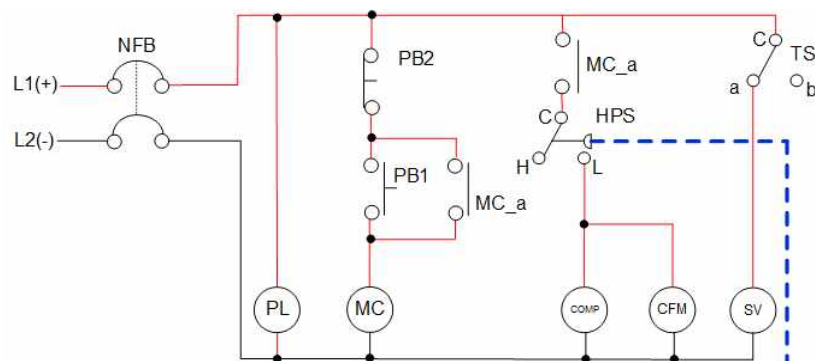 NFB
L1(+)
L2(-)
PB2
PB1
MC_a
MC_a
C
HPS
H
L
C
TS
a
b
PL
MC
COMP
CFM
SV